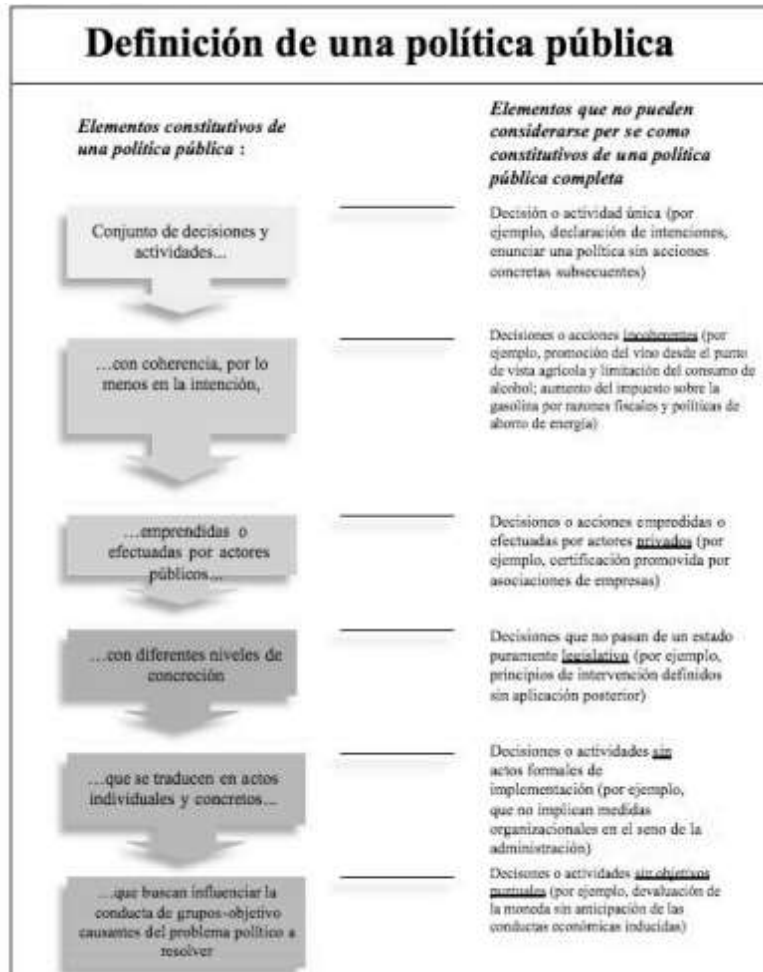 Definición de una política pública
Elementos constitutivos de
una política pública :
Elementos que no pueden
considerarse per se como
constitutivos de una política
pública completa
Conjunto de decisiones y
actividades...
Decisión o actividad única (por
ejemplo, declaración de intenciones,
enunciar una política sin acciones
concretas subsecuentes)
...con coherencia, por lo
menos en la intención,
Decisiones o acciones incoherentes (por
ejemplo, promoción del vino desde el punto
de vista agrícola y limitación del consumo de
alcohol; aumento del impuesto sobre la
gasolina por razones fiscales y políticas de
ahorro de energía)
...emprendidas o
efectuadas por actores
públicos...
Decisiones o acciones empredidas o
efectuadas por actores privados (por
ejemplo, certificación promovida por
asociaciones de empresas)
...con diferentes niveles de
concreción
Decisiones que no pasan de un estado
puramente legislativo (por ejemplo,
principios de intervención definidos
sin aplicación posterior)
...que se traducen en actos
individuales y concretos...
Decisiones o actividades sin
actos formales de
implementación (por ejemplo,
que no implican medidas
organizacionales en el seno de la
administración)
...que buscan influenciar la
conducta de grupos-objetivo
causantes del problema político a
resolver
Decisones o actividades sin objetivos
puntuales (por ejemplo, devaluación de
la moneda sin anticipación de las
conductas económicas inducidas)